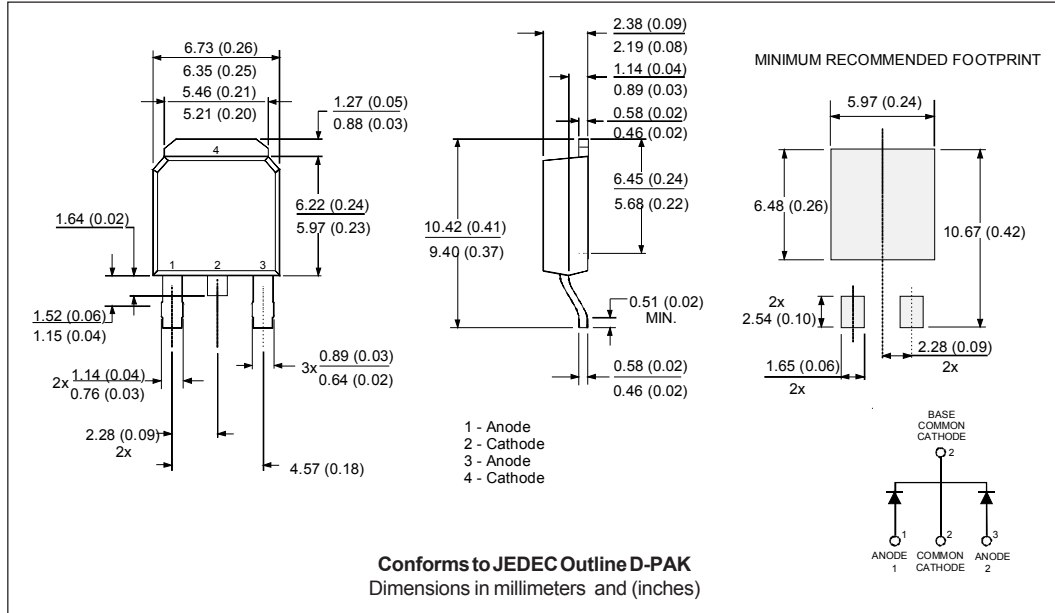 6.73 (0.26)
6.35 (0.25)
5.46 (0.21)
5.21 (0.20)
1.27 (0.05)
0.88 (0.03)
4
6.22 (0.24)
5.97 (0.23)
1.64 (0.02)
1
2
3
1.52 (0.06)
1.15 (0.04)
2x 1.14 (0.04)
0.76 (0.03)
3x 0.89 (0.03)
0.64 (0.02)
2.28 (0.09)
2x
4.57 (0.18)
2.38 (0.09)
2.19 (0.08)
1.14 (0.04)
0.89 (0.03)
0.58 (0.02)
0.46 (0.02)
6.45 (0.24)
5.68 (0.22)
10.42 (0.41)
9.40 (0.37)
0.51 (0.02)
MIN.
0.58 (0.02)
0.46 (0.02)
1 - Anode
2 - Cathode
3 - Anode
4 - Cathode
MINIMUM RECOMMENDED FOOTPRINT
5.97 (0.24)
6.48 (0.26)
10.67 (0.42)
2x
2.54 (0.10)
2.28 (0.09)
2x
1.65 (0.06)
2x
BASE
COMMON
CATHODE
2
1
2
3
ANODE
1
COMMON
CATHODE
ANODE
2
Conforms to JEDEC Outline D-PAK
Dimensions in millimeters and (inches)